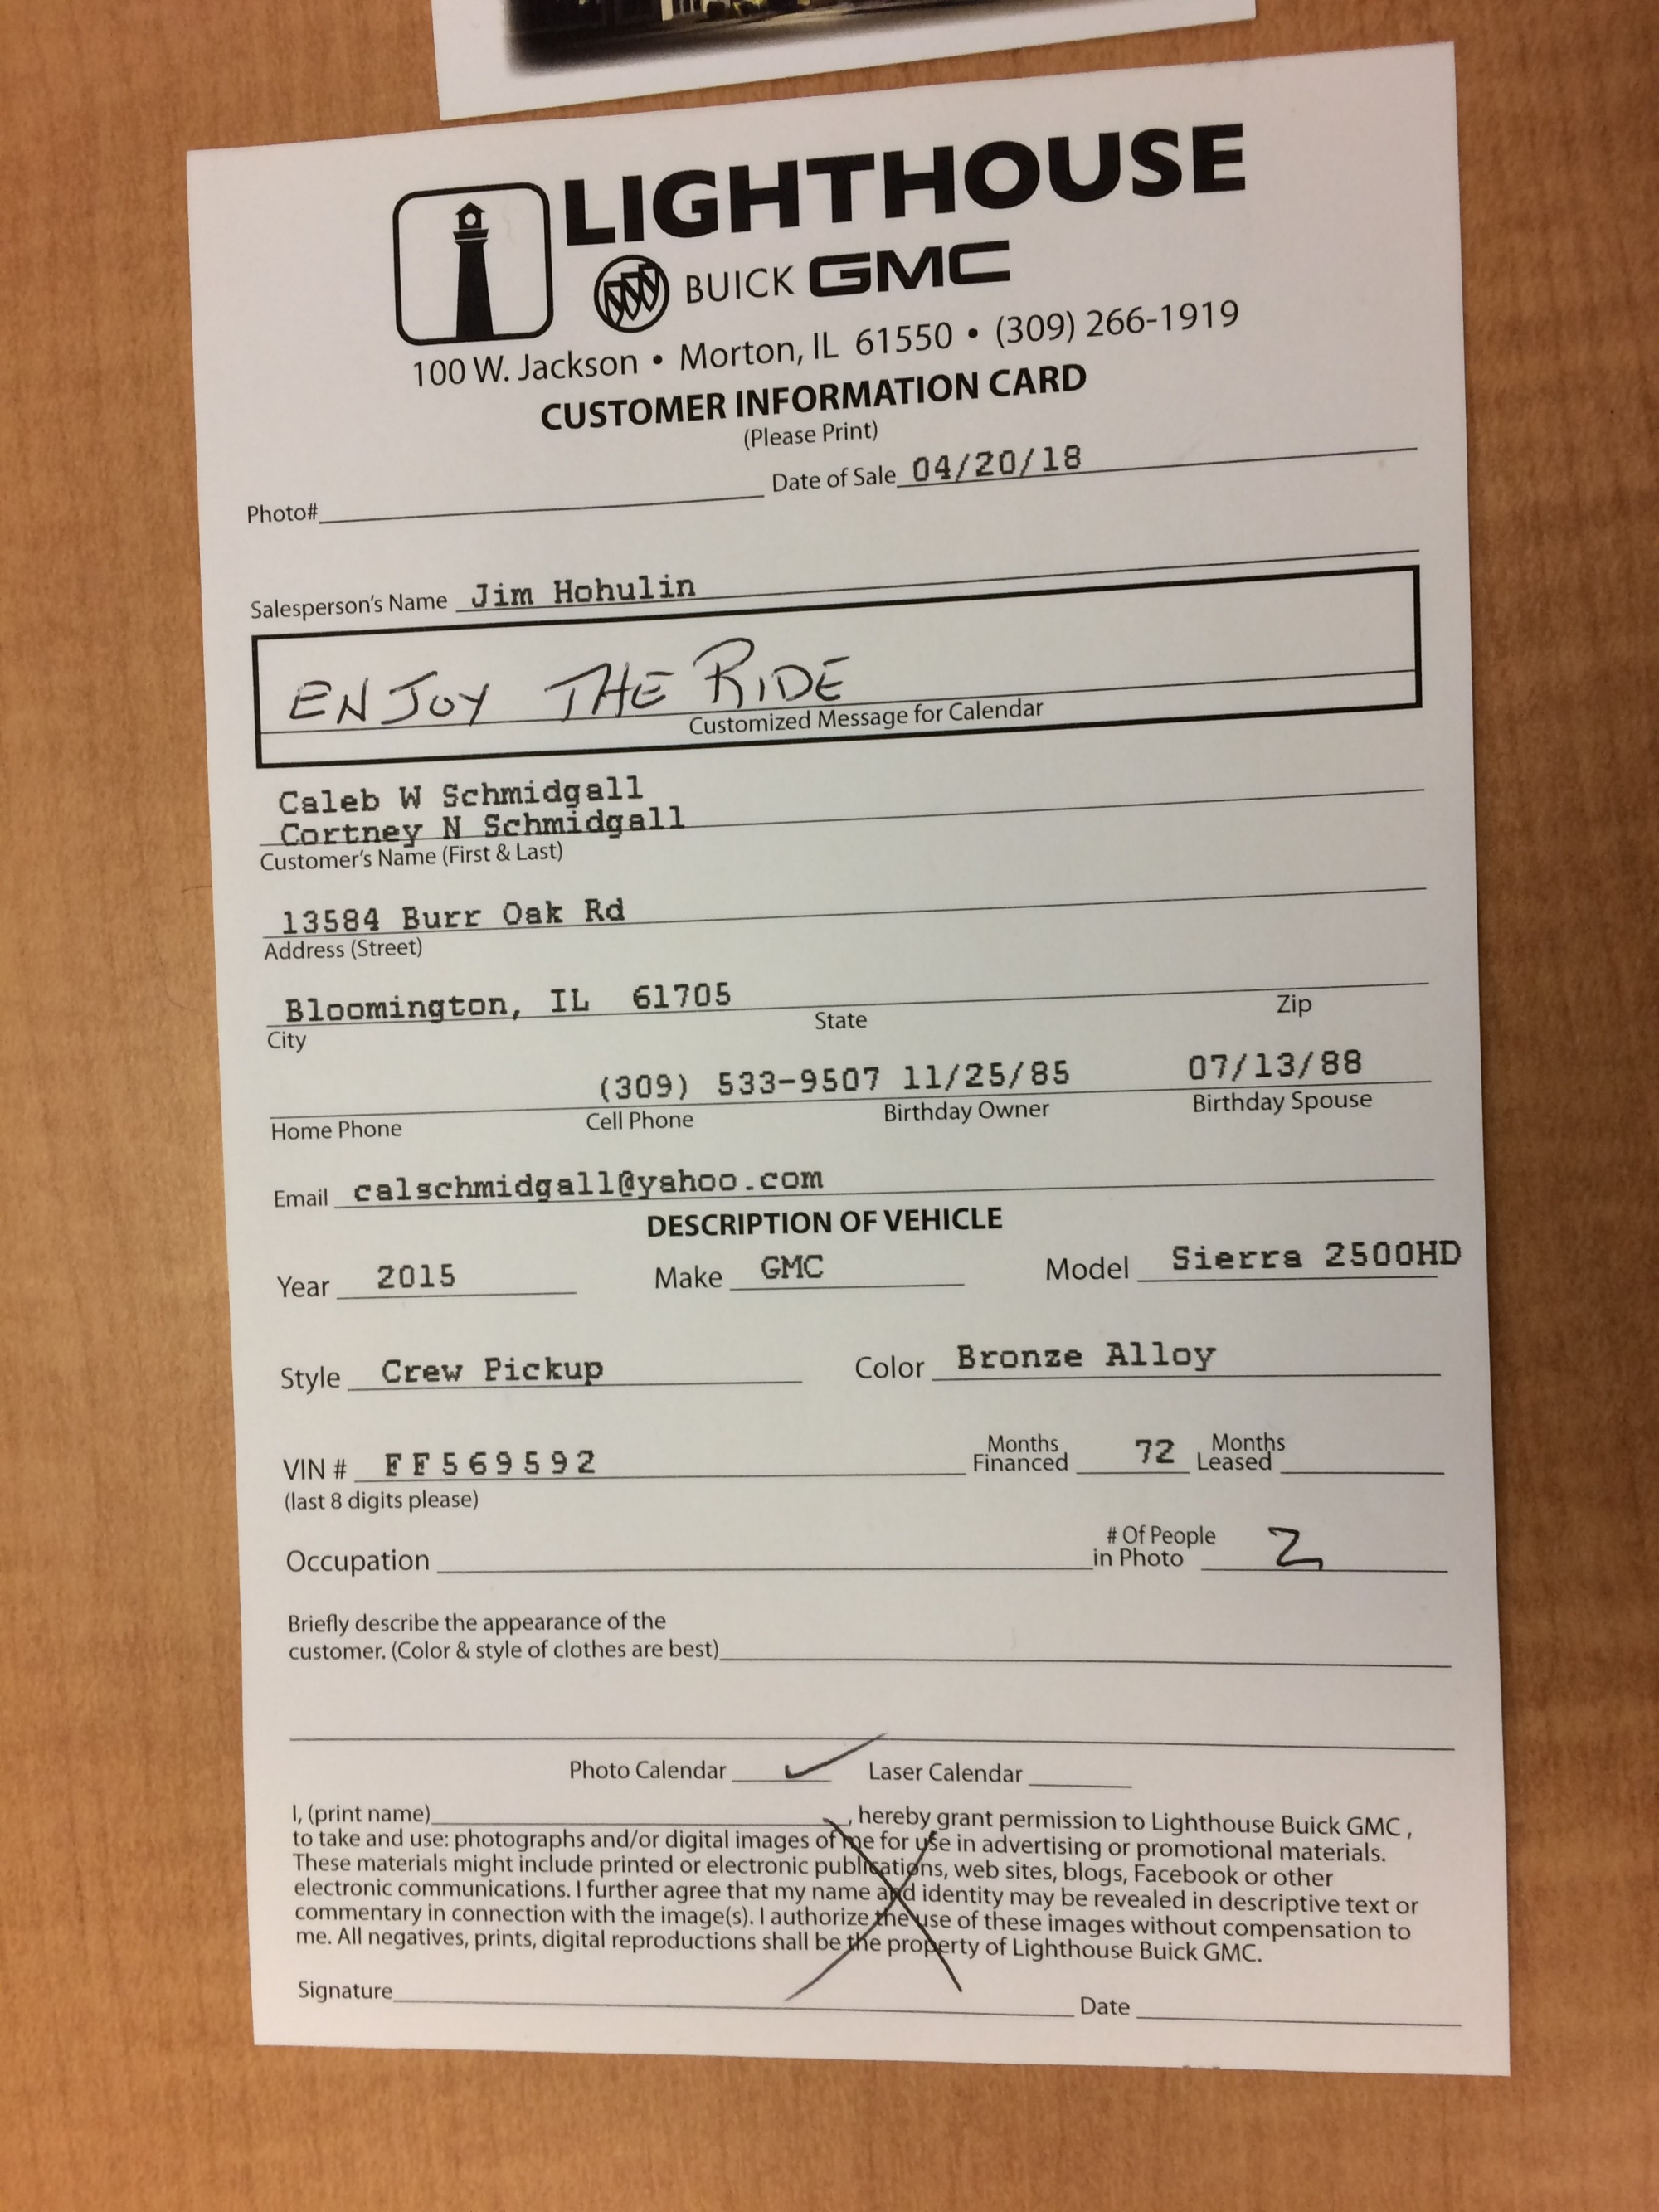 LIGHTHOUSE
BUICK GMC
100 W. Jackson • Morton, IL 61550 • (309) 266-1919
CUSTOMER INFORMATION CARD
(Please Print)
Photo# Date of Sale 04/20/18
Salesperson's Name Jim Hohulin
ENJOY THE RIDE
Customized Message for Calendar
Caleb W Schmidgall
Cortney N Schmidgall
Customer's Name (First & Last)
13584 Burr Oak Rd
Address (Street)
Bloomington, IL 61705
City State Zip
(309) 533-9507 11/25/85 07/13/88
Home Phone Cell Phone Birthday Owner Birthday Spouse
Email calschmidgall@yahoo.com
DESCRIPTION OF VEHICLE
Year 2015 Make GMC Model Sierra 2500HD
Style Crew Pickup Color Bronze Alloy
VIN # FF569592 Months Financed 72 Months Leased
(last 8 digits please)
Occupation # Of People in Photo 2
Briefly describe the appearance of the
customer. (Color & style of clothes are best)
Photo Calendar ✓ Laser Calendar
I, (print name) , hereby grant permission to Lighthouse Buick GMC ,
to take and use: photographs and/or digital images of me for use in advertising or promotional materials.
These materials might include printed or electronic publications, web sites, blogs, Facebook or other
electronic communications. I further agree that my name and identity may be revealed in descriptive text or
commentary in connection with the image(s). I authorize the use of these images without compensation to
me. All negatives, prints, digital reproductions shall be the property of Lighthouse Buick GMC.
Signature Date